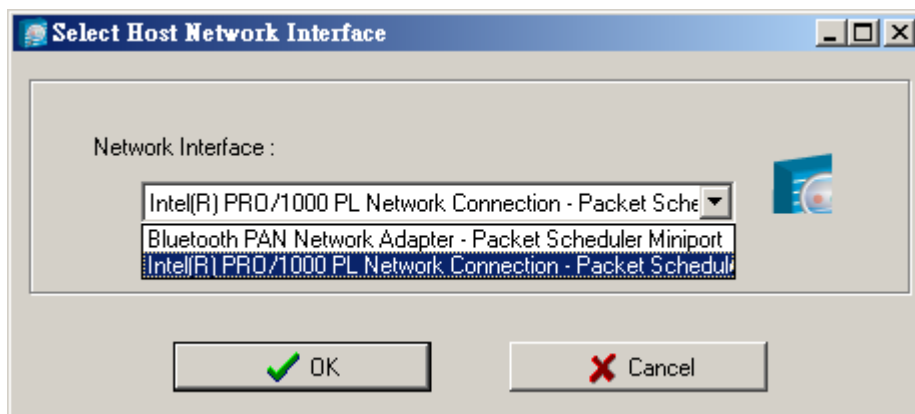 Select Host Network Interface
Network Interface :
Intel(R) PRO/1000 PL Network Connection - Packet Sche
Bluetooth PAN Network Adapter - Packet Scheduler Miniport
Intel(R) PRO/1000 PL Network Connection - Packet Schedul
OK
Cancel